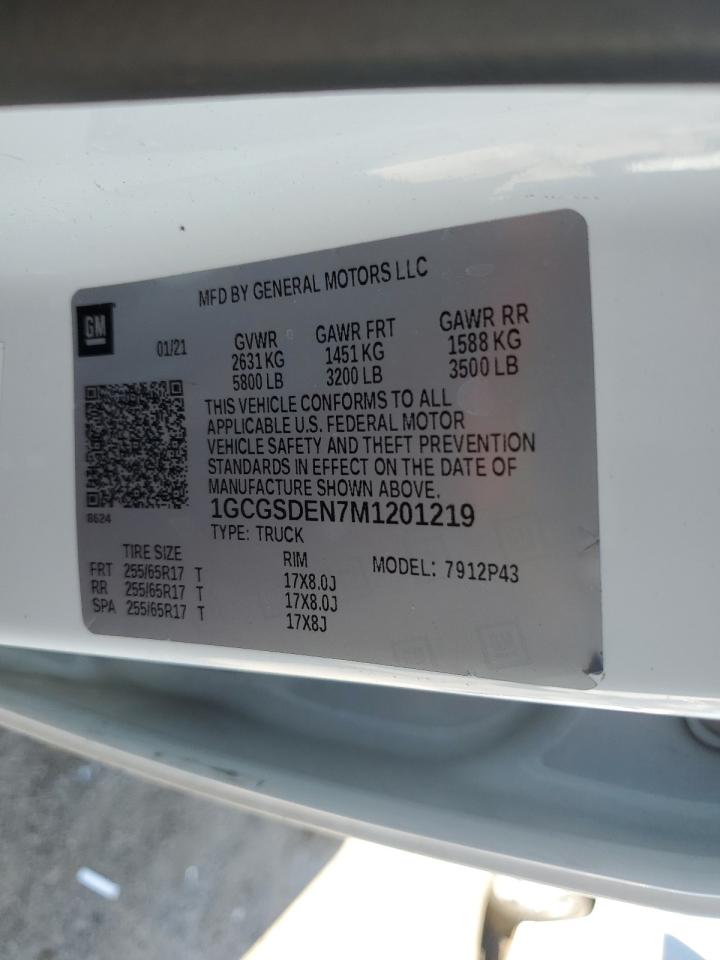 MFD BY GENERAL MOTORS LLC
GM
01/21
GVWR GAWR FRT GAWR RR
2631 KG 1451 KG 1588 KG
5800 LB 3200 LB 3500 LB
THIS VEHICLE CONFORMS TO ALL
APPLICABLE U.S. FEDERAL MOTOR
VEHICLE SAFETY AND THEFT PREVENTION
STANDARDS IN EFFECT ON THE DATE OF
MANUFACTURE SHOWN ABOVE.
8624
1GCGSDEN7M1201219
TYPE: TRUCK
TIRE SIZE RIM MODEL: 7912P43
FRT 255/65R17 T 17X8.0J
RR 255/65R17 T 17X8.0J
SPA 255/65R17 T 17X8J
GM